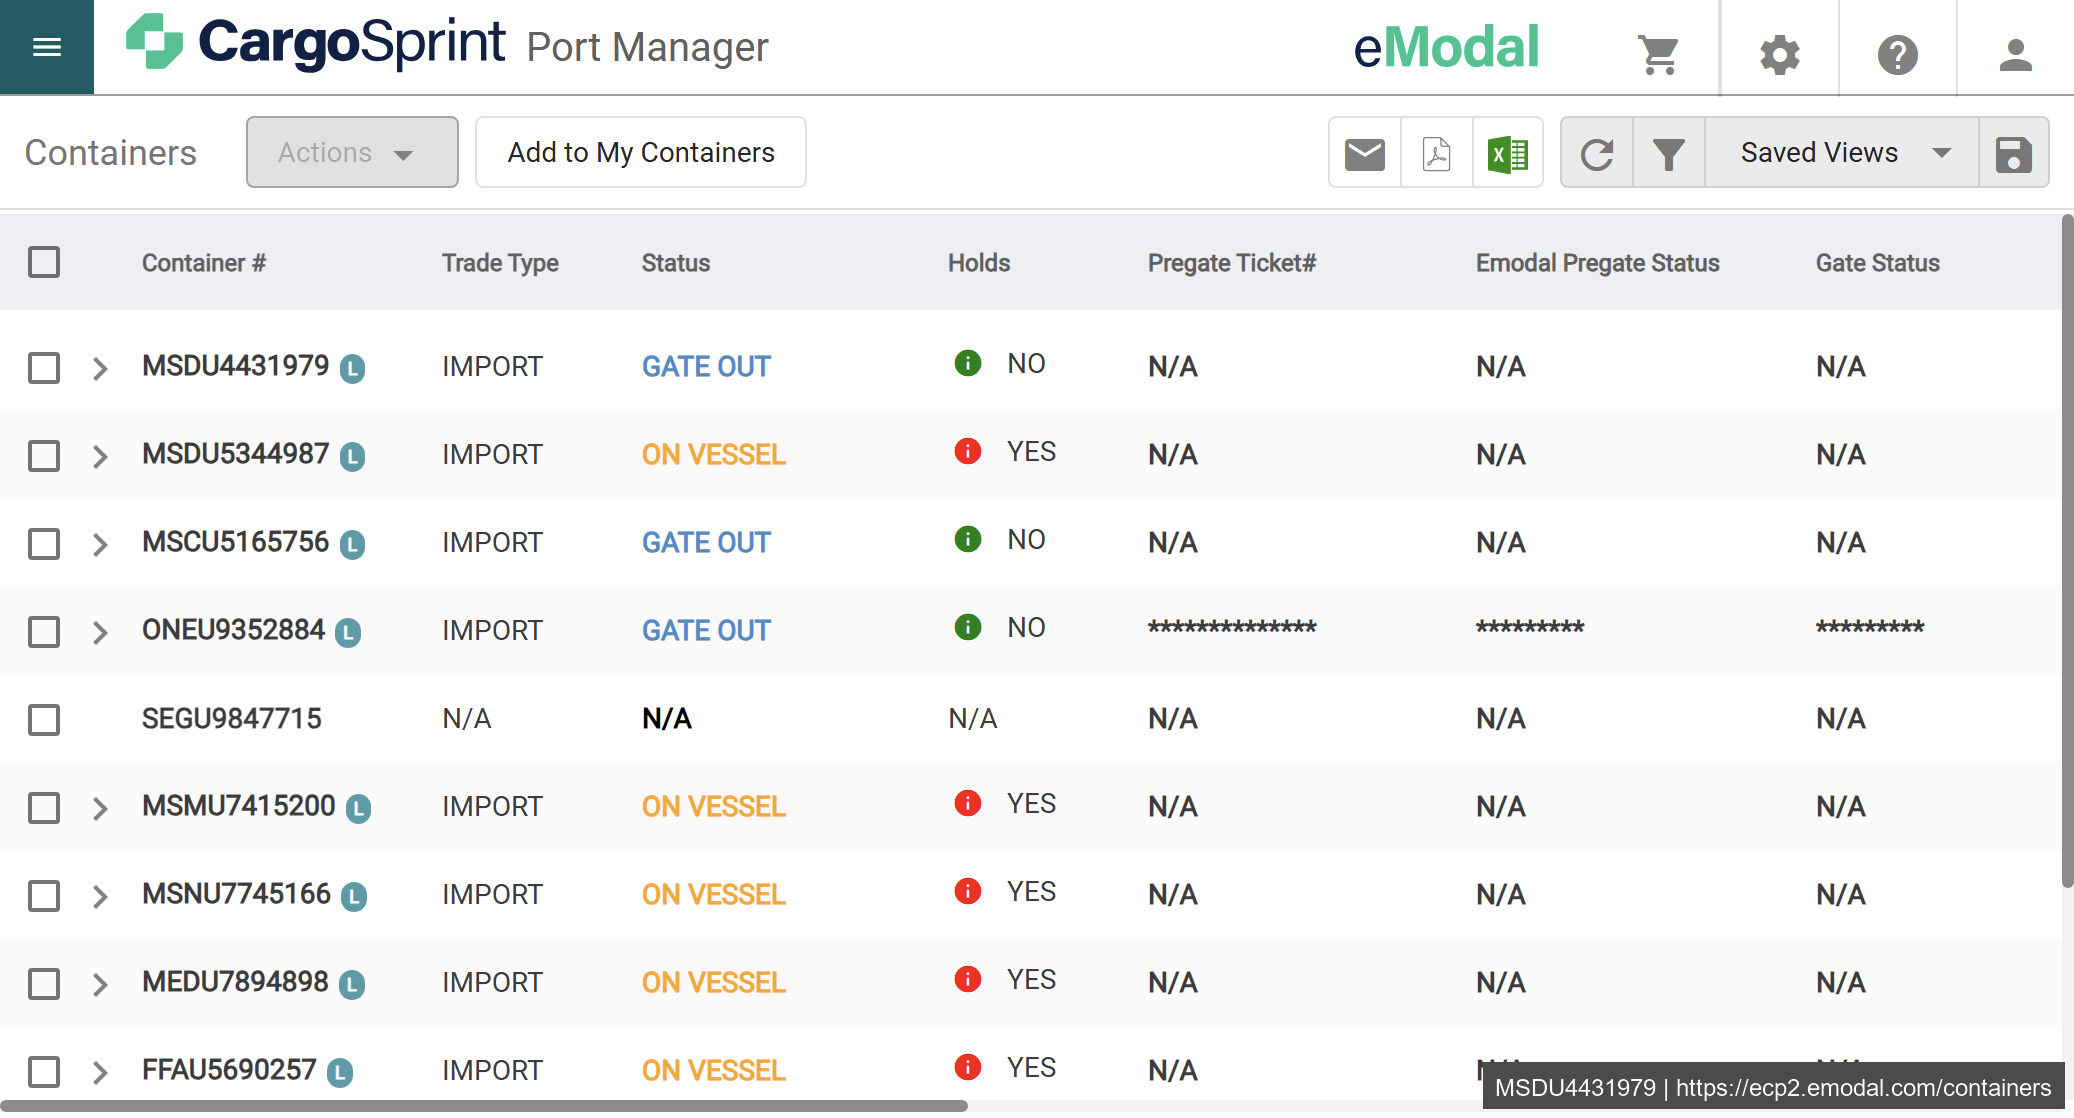 CargoSprint Port Manager eModal
Containers Actions Add to My Containers Saved Views
Container # Trade Type Status Holds Pregate Ticket# Emodal Pregate Status Gate Status
MSDU4431979 L IMPORT GATE OUT NO N/A N/A N/A
MSDU5344987 L IMPORT ON VESSEL YES N/A N/A N/A
MSCU5165756 L IMPORT GATE OUT NO N/A N/A N/A
ONEU9352884 L IMPORT GATE OUT NO ************** ********* *********
SEGU9847715 N/A N/A N/A N/A N/A N/A
MSMU7415200 L IMPORT ON VESSEL YES N/A N/A N/A
MSNU7745166 L IMPORT ON VESSEL YES N/A N/A N/A
MEDU7894898 L IMPORT ON VESSEL YES N/A N/A N/A
FFAU5690257 L IMPORT ON VESSEL YES N/A
MSDU4431979 | https://ecp2.emodal.com/containers